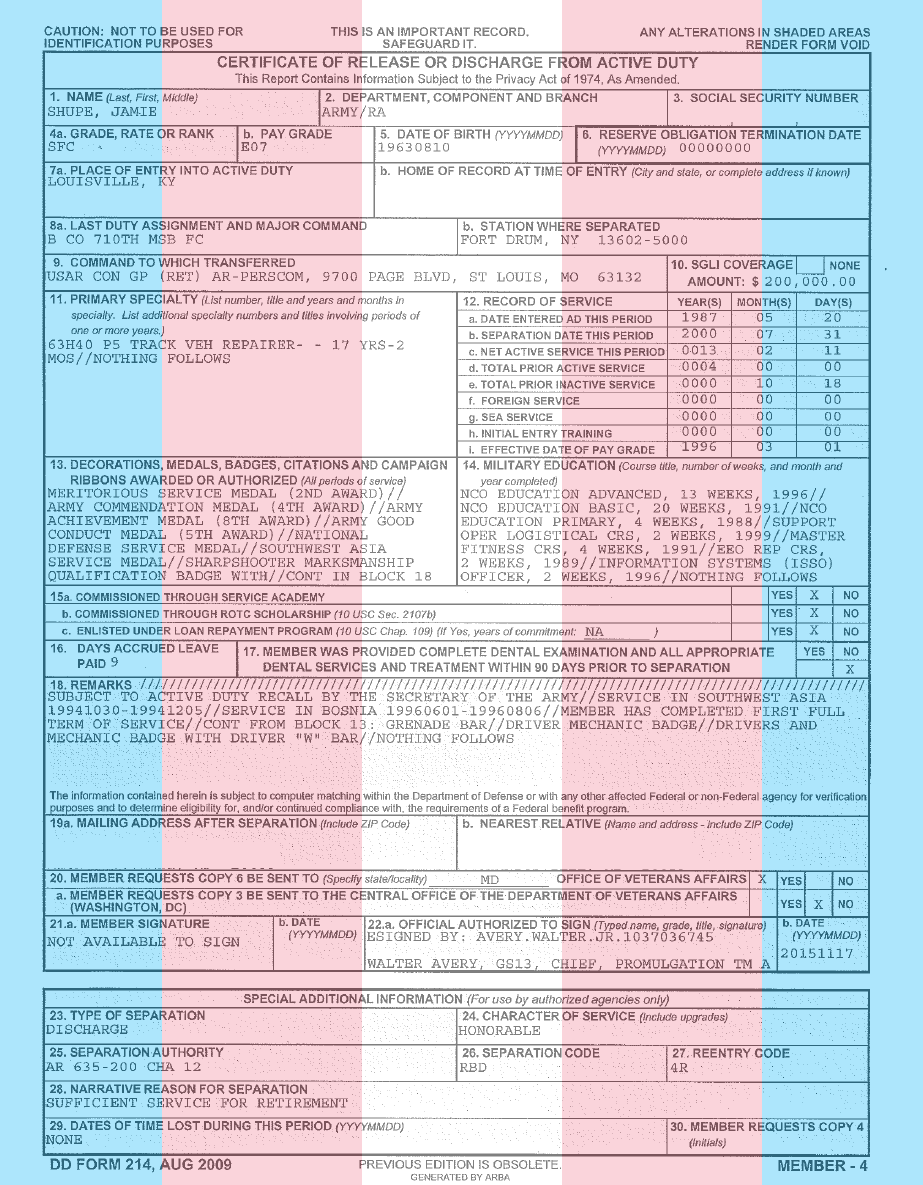 CAUTION: NOT TO BE USED FOR IDENTIFICATION PURPOSES
THIS IS AN IMPORTANT RECORD. SAFEGUARD IT.
ANY ALTERATIONS IN SHADED AREAS RENDER FORM VOID
CERTIFICATE OF RELEASE OR DISCHARGE FROM ACTIVE DUTY
This Report Contains Information Subject to the Privacy Act of 1974, As Amended.
1. NAME (Last, First, Middle)
SHUPE, JAMIE
2. DEPARTMENT, COMPONENT AND BRANCH
ARMY/RA
3. SOCIAL SECURITY NUMBER
4a. GRADE, RATE OR RANK
SFC
b. PAY GRADE
E07
5. DATE OF BIRTH (YYYYMMDD)
19630810
6. RESERVE OBLIGATION TERMINATION DATE
(YYYYMMDD) 00000000
7a. PLACE OF ENTRY INTO ACTIVE DUTY
LOUISVILLE, KY
b. HOME OF RECORD AT TIME OF ENTRY (City and state, or complete address if known)
8a. LAST DUTY ASSIGNMENT AND MAJOR COMMAND
B CO 710TH MSB FC
b. STATION WHERE SEPARATED
FORT DRUM, NY 13602-5000
9. COMMAND TO WHICH TRANSFERRED
USAR CON GP (RET) AR-PERSCOM, 9700 PAGE BLVD, ST LOUIS, MO 63132
10. SGLI COVERAGE NONE
AMOUNT: $ 200,000.00
11. PRIMARY SPECIALTY (List number, title and years and months in
specialty. List additional specialty numbers and titles involving periods of
one or more years.)
63H40 P5 TRACK VEH REPAIRER- - 17 YRS-2
MOS//NOTHING FOLLOWS
12. RECORD OF SERVICE YEAR(S) MONTH(S) DAY(S)
a. DATE ENTERED AD THIS PERIOD 1987 05 20
b. SEPARATION DATE THIS PERIOD 2000 07 31
c. NET ACTIVE SERVICE THIS PERIOD 0013 02 11
d. TOTAL PRIOR ACTIVE SERVICE 0004 00 00
e. TOTAL PRIOR INACTIVE SERVICE 0000 10 18
f. FOREIGN SERVICE 0000 00 00
g. SEA SERVICE 0000 00 00
h. INITIAL ENTRY TRAINING 0000 00 00
i. EFFECTIVE DATE OF PAY GRADE 1996 03 01
13. DECORATIONS, MEDALS, BADGES, CITATIONS AND CAMPAIGN
RIBBONS AWARDED OR AUTHORIZED (All periods of service)
MERITORIOUS SERVICE MEDAL (2ND AWARD)//
ARMY COMMENDATION MEDAL (4TH AWARD)//ARMY
ACHIEVEMENT MEDAL (8TH AWARD)//ARMY GOOD
CONDUCT MEDAL (5TH AWARD)//NATIONAL
DEFENSE SERVICE MEDAL//SOUTHWEST ASIA
SERVICE MEDAL//SHARPSHOOTER MARKSMANSHIP
QUALIFICATION BADGE WITH//CONT IN BLOCK 18
14. MILITARY EDUCATION (Course title, number of weeks, and month and
year completed)
NCO EDUCATION ADVANCED, 13 WEEKS, 1996//
NCO EDUCATION BASIC, 20 WEEKS, 1991//NCO
EDUCATION PRIMARY, 4 WEEKS, 1988//SUPPORT
OPER LOGISTICAL CRS, 2 WEEKS, 1999//MASTER
FITNESS CRS, 4 WEEKS, 1991//EEO REP CRS,
2 WEEKS, 1989//INFORMATION SYSTEMS (ISSO)
OFFICER, 2 WEEKS, 1996//NOTHING FOLLOWS
15a. COMMISSIONED THROUGH SERVICE ACADEMY YES X NO
b. COMMISSIONED THROUGH ROTC SCHOLARSHIP (10 USC Sec. 2107b) YES X NO
c. ENLISTED UNDER LOAN REPAYMENT PROGRAM (10 USC Chap. 109) (If Yes, years of commitment: NA ) YES X NO
16. DAYS ACCRUED LEAVE
PAID 9
17. MEMBER WAS PROVIDED COMPLETE DENTAL EXAMINATION AND ALL APPROPRIATE YES NO
DENTAL SERVICES AND TREATMENT WITHIN 90 DAYS PRIOR TO SEPARATION X
18. REMARKS ////////////////////////////////////////////////////////////////////
SUBJECT TO ACTIVE DUTY RECALL BY THE SECRETARY OF THE ARMY//SERVICE IN SOUTHWEST ASIA
19941030-19941205//SERVICE IN BOSNIA 19960601-19960806//MEMBER HAS COMPLETED FIRST FULL
TERM OF SERVICE//CONT FROM BLOCK 13: GRENADE BAR//DRIVER MECHANIC BADGE//DRIVERS AND
MECHANIC BADGE WITH DRIVER "W" BAR//NOTHING FOLLOWS
The information contained herein is subject to computer matching within the Department of Defense or with any other affected Federal or non-Federal agency for verification
purposes and to determine eligibility for, and/or continued compliance with, the requirements of a Federal benefit program.
19a. MAILING ADDRESS AFTER SEPARATION (Include ZIP Code)
b. NEAREST RELATIVE (Name and address - include ZIP Code)
20. MEMBER REQUESTS COPY 6 BE SENT TO (Specify state/locality) MD OFFICE OF VETERANS AFFAIRS X YES NO
a. MEMBER REQUESTS COPY 3 BE SENT TO THE CENTRAL OFFICE OF THE DEPARTMENT OF VETERANS AFFAIRS
(WASHINGTON, DC) YES X NO
21.a. MEMBER SIGNATURE
NOT AVAILABLE TO SIGN
b. DATE
(YYYYMMDD)
22.a. OFFICIAL AUTHORIZED TO SIGN (Typed name, grade, title, signature)
ESIGNED BY: AVERY.WALTER.JR.1037036745
WALTER AVERY, GS13, CHIEF, PROMULGATION TM A
b. DATE
(YYYYMMDD)
20151117
SPECIAL ADDITIONAL INFORMATION (For use by authorized agencies only)
23. TYPE OF SEPARATION
DISCHARGE
24. CHARACTER OF SERVICE (Include upgrades)
HONORABLE
25. SEPARATION AUTHORITY
AR 635-200 CHA 12
26. SEPARATION CODE
RBD
27. REENTRY CODE
4R
28. NARRATIVE REASON FOR SEPARATION
SUFFICIENT SERVICE FOR RETIREMENT
29. DATES OF TIME LOST DURING THIS PERIOD (YYYYMMDD)
NONE
30. MEMBER REQUESTS COPY 4
(Initials)
DD FORM 214, AUG 2009
PREVIOUS EDITION IS OBSOLETE.
GENERATED BY ARBA
MEMBER - 4